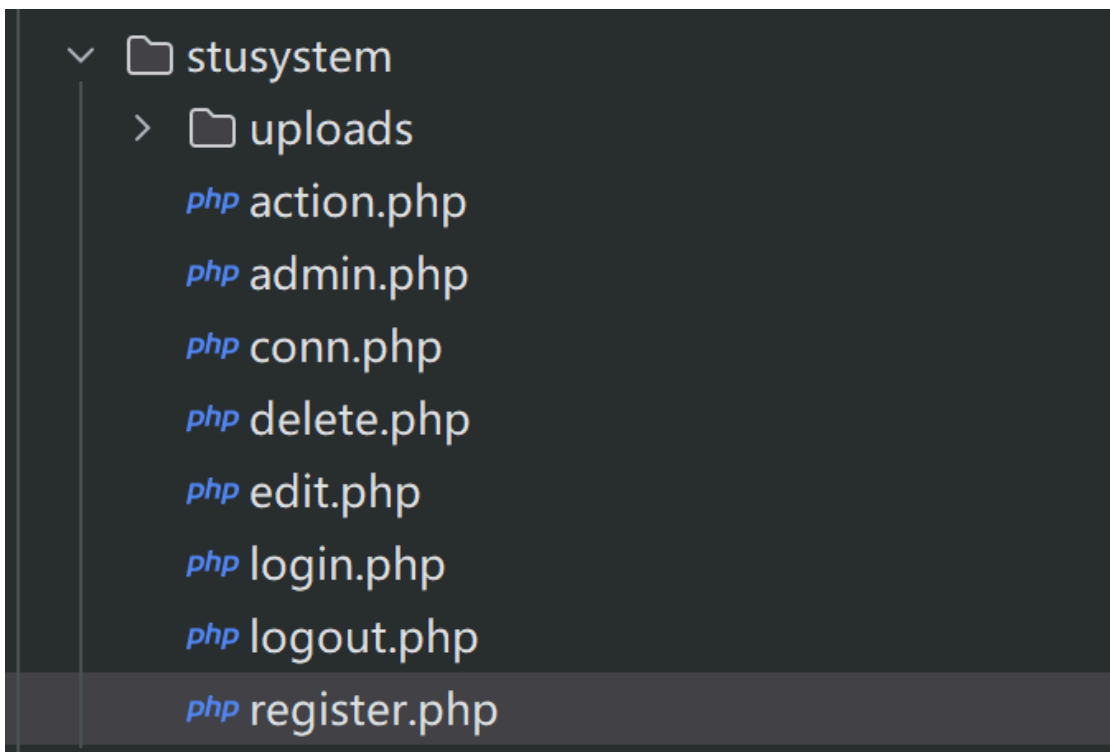 stusystem
uploads
php action.php
php admin.php
php conn.php
php delete.php
php edit.php
php login.php
php logout.php
php register.php